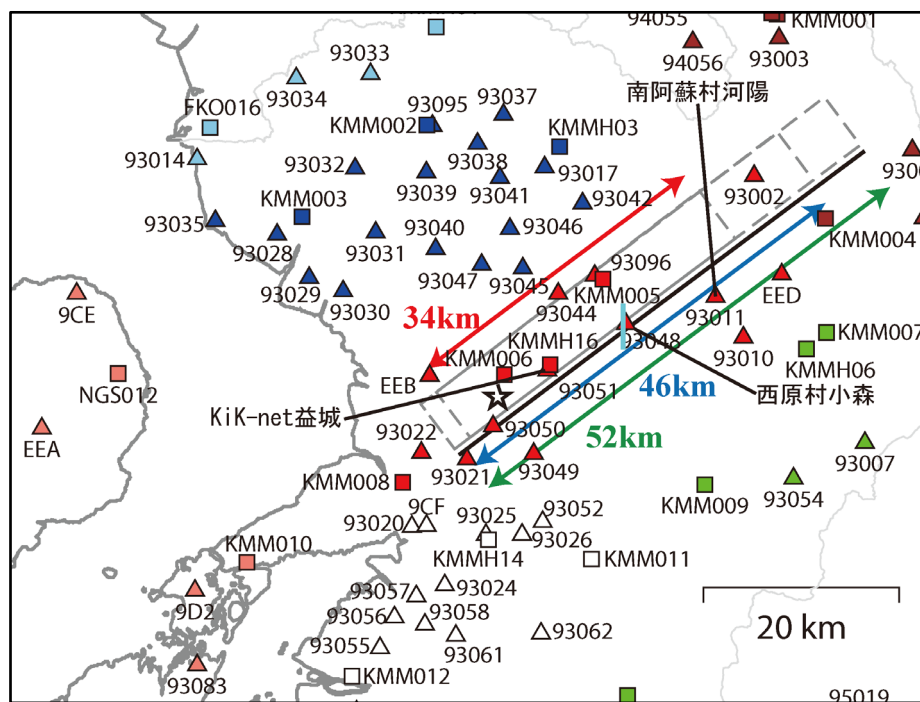 94055
KMM001
93033
94056
93003
93034
南阿蘇村河陽
FKO016
93095
93037
KMM002
KMMH03
93014
93032
93038
93017
93039
93041
93002
KMM003
93042
93035
93028
93040
93046
93031
KMM004
93047
93045
93096
93029
93030
93044
KMM005
EED
9CE
34km
93048
93011
KMMH16
KMM007
KMM006
93010
KMMH06
NGS012
EEB
93051
46km
西原村小森
KiK-net益城
EEA
93050
52km
93022
93007
93021
93049
KMM008
93054
9CF
KMM009
93020
93025
93052
93026
KMM010
KMMH14
KMM011
93057
93024
9D2
93056
93058
93055
93061
93062
20 km
93083
KMM012
95019